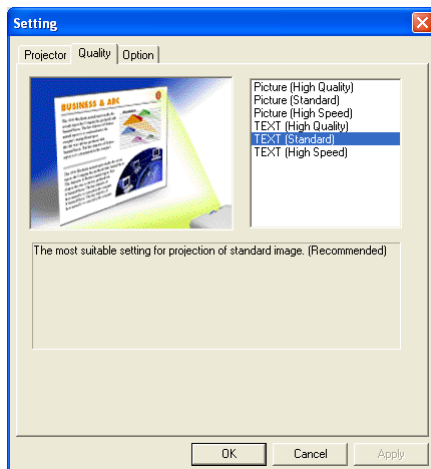 Setting
Projector
Quality
Option
BUSINESS & ABC
Picture (High Quality)
Picture (Standard)
Picture (High Speed)
TEXT (High Quality)
TEXT (Standard)
TEXT (High Speed)
The most suitable setting for projection of standard image. (Recommended)
OK
Cancel
Apply